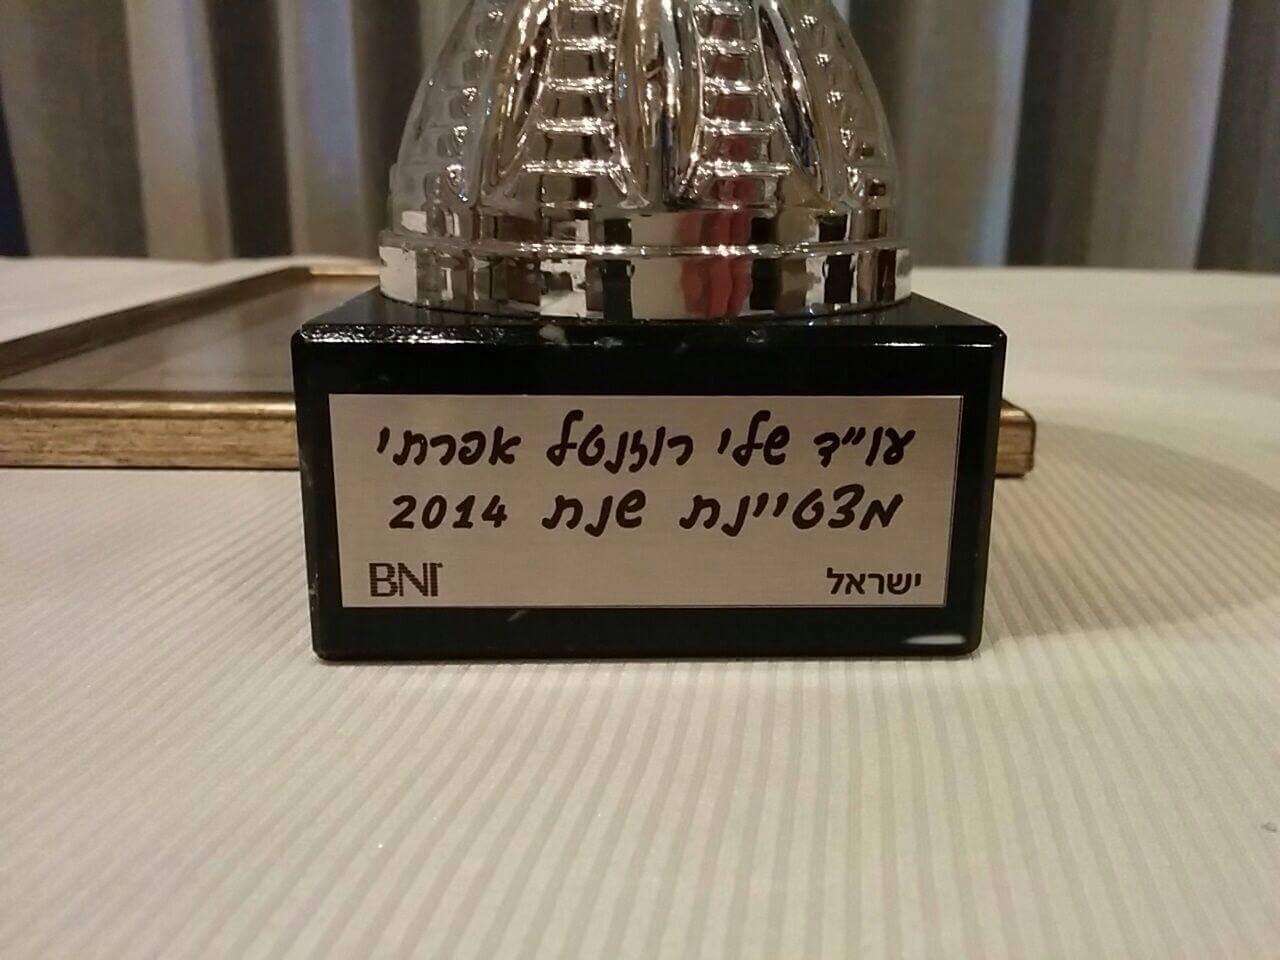 עו"ד שלי רוזנטל אפרתי
מצטיינת שנת 2014
ישראל BNI